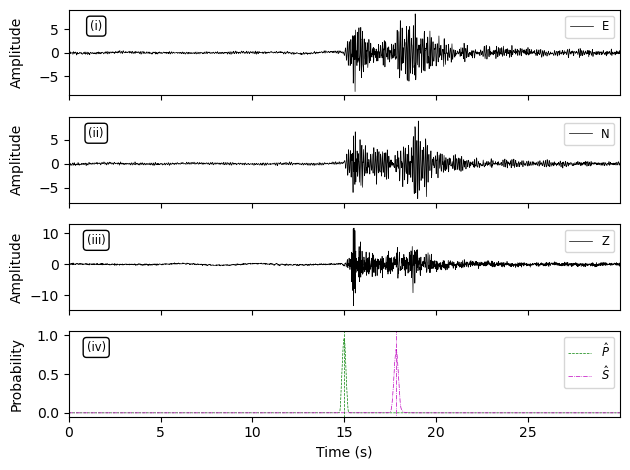 (i)
E
Amplitude
5
0
−5
(ii)
N
Amplitude
5
0
−5
(iii)
Z
Amplitude
10
0
−10
(iv)
P̂
Ŝ
Probability
1.0
0.5
0.0
0 5 10 15 20 25
Time (s)